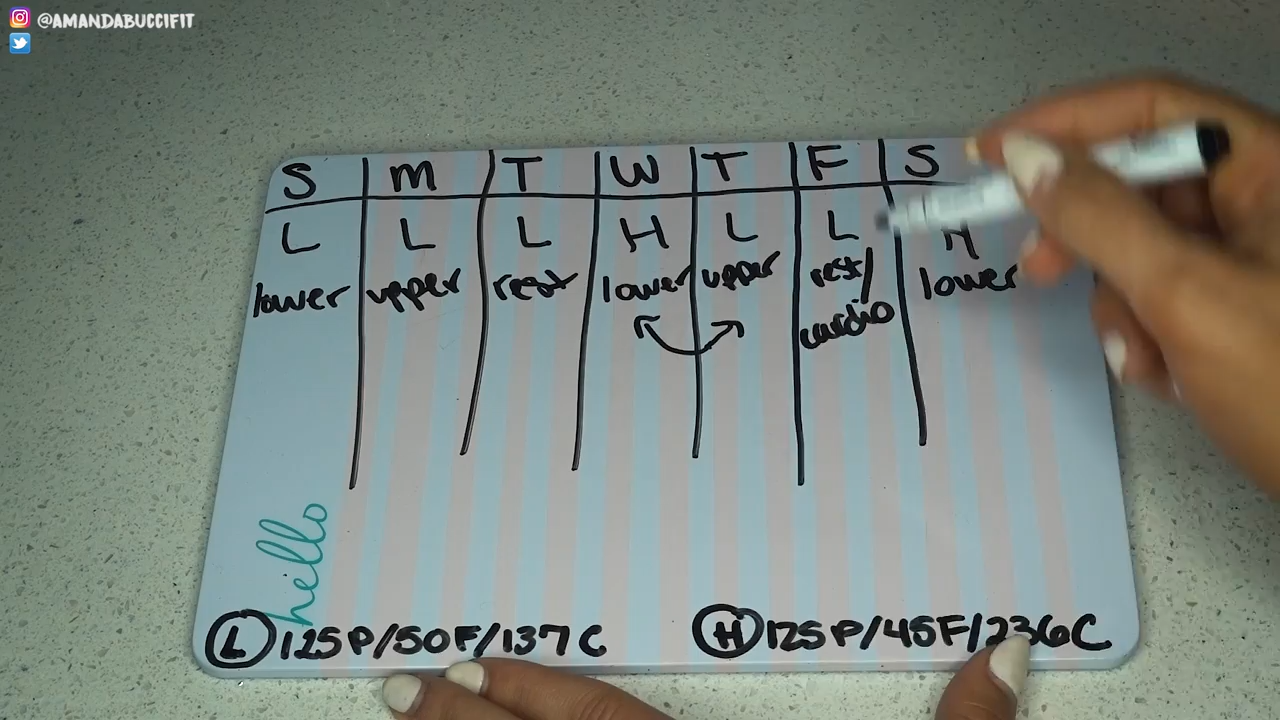 @AMANDABUCCIFIT
S M T W T F S
L L L H L L H
lower upper rest lower upper rest/ lower
cardio
hello
L 125P/50F/137C H 125P/45F/236C